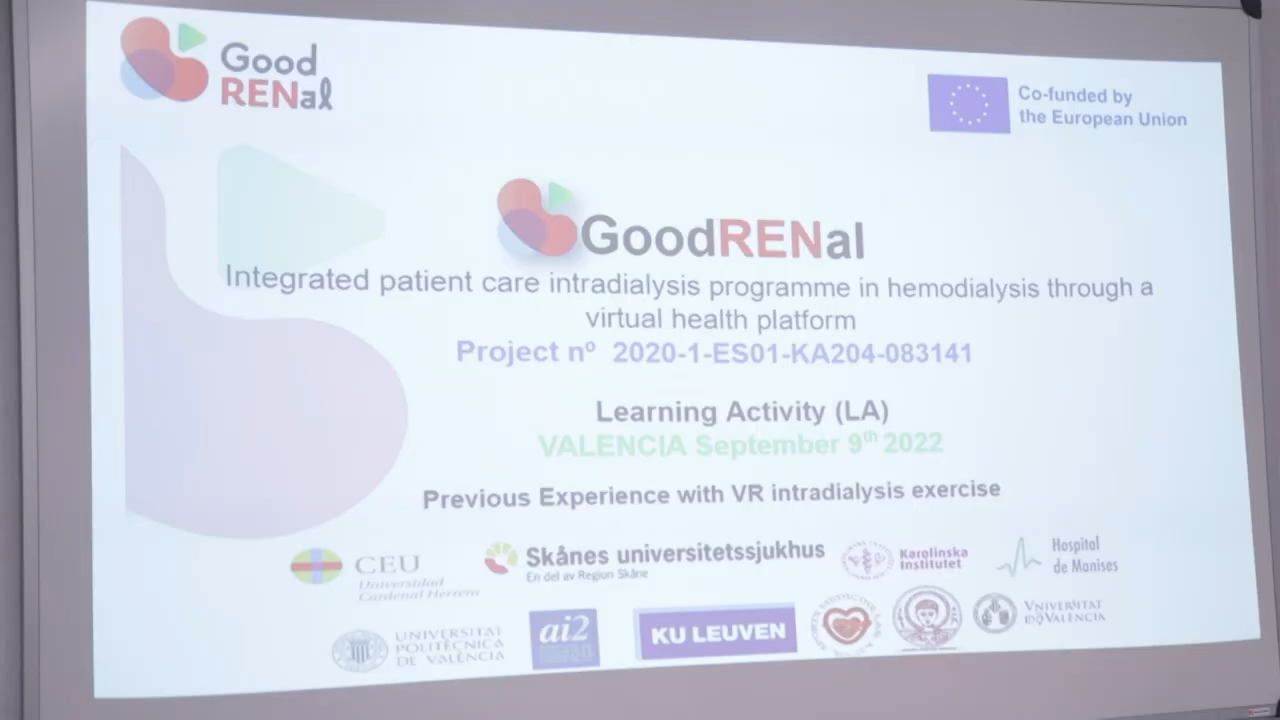 Good
RENal
Co-funded by
the European Union
GoodRENal
Integrated patient care intradialysis programme in hemodialysis through a
virtual health platform
Project nº 2020-1-ES01-KA204-083141
Learning Activity (LA)
VALENCIA September 9th 2022
Previous Experience with VR intradialysis exercise
CEU
Universidad
Cardenal Herrera
Skånes universitetssjukhus
En del av Region Skåne
Karolinska
Institutet
Hospital
de Manises
UNIVERSITAT
POLITÈCNICA
DE VALÈNCIA
ai2
KU LEUVEN
VNIVERSITAT
DE VALÈNCIA